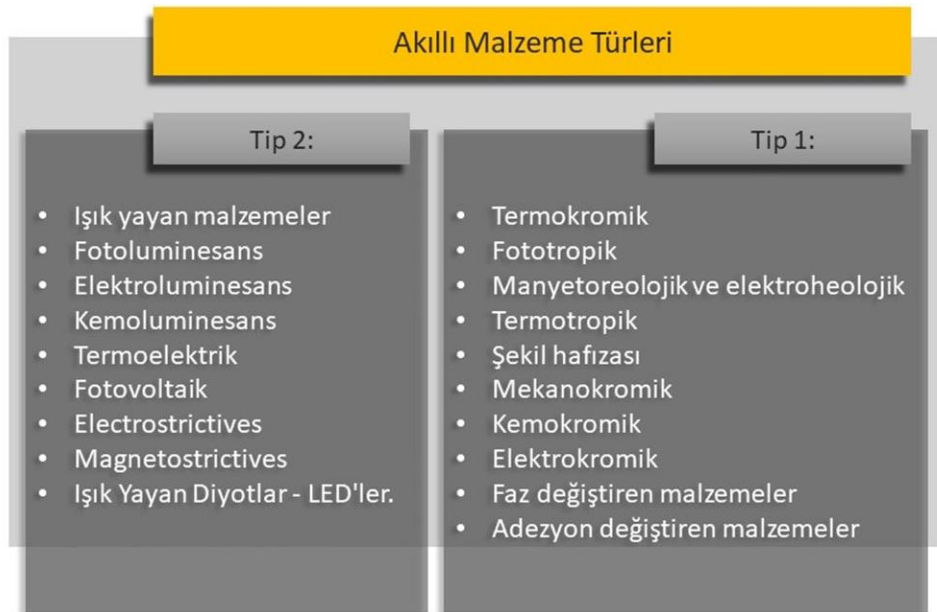 Akıllı Malzeme Türleri
Tip 2:
• Işık yayan malzemeler
• Fotoluminesans
• Elektroluminesans
• Kemoluminesans
• Termoelektrik
• Fotovoltaik
• Electrostrictives
• Magnetostrictives
• Işık Yayan Diyotlar - LED'ler.
Tip 1:
• Termokromik
• Fototropik
• Manyetoreolojik ve elektroheolojik
• Termotropik
• Şekil hafızası
• Mekanokromik
• Kemokromik
• Elektrokromik
• Faz değiştiren malzemeler
• Adezyon değiştiren malzemeler